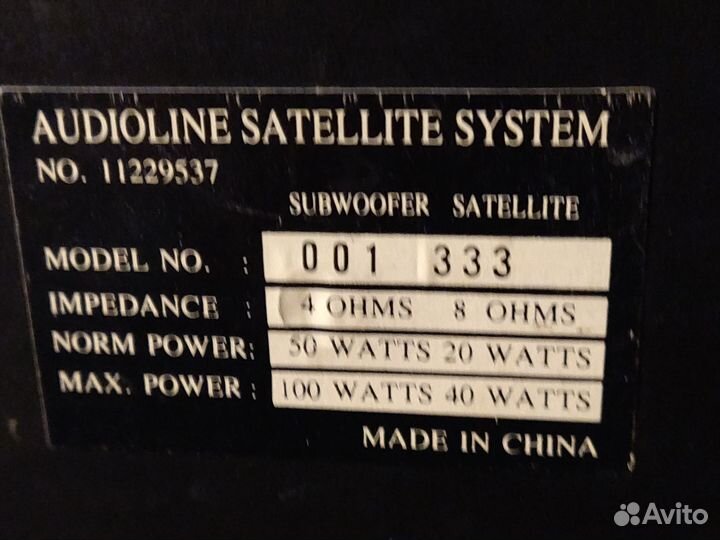 AUDIOLINE SATELLITE SYSTEM
NO. 11229537
SUBWOOFER SATELLITE
MODEL NO. : 001 333
IMPEDANCE : 4 OHMS 8 OHMS
NORM POWER: 50 WATTS 20 WATTS
MAX. POWER : 100 WATTS 40 WATTS
MADE IN CHINA
Avito